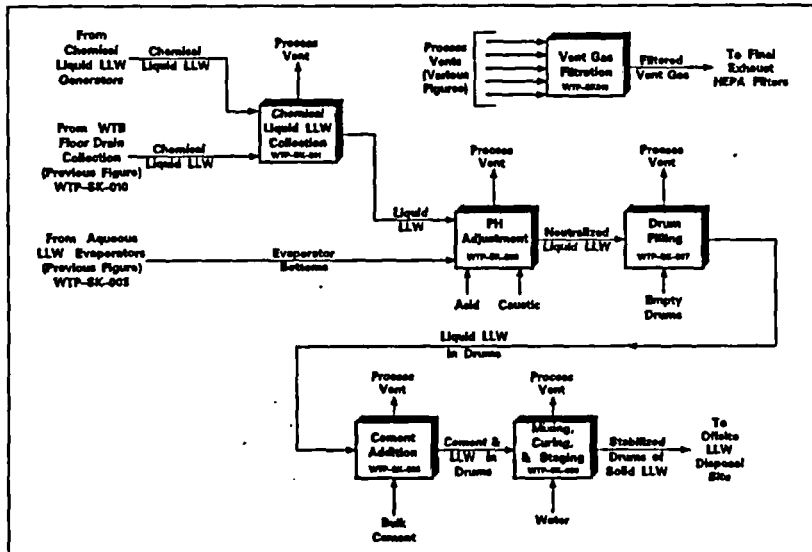 From
Chemical
Liquid LLW
Generators
Chemical
Liquid LLW
Process
Vent
Chemical
Liquid LLW
Collection
From WTB
Floor Drain
Collection
(Previous Figure)
WTP-SK-010
Chemical
Liquid LLW
Process
Vents
(Various
Figures)
Vent Gas
Filtration
Filtered
Vent Gas
To Final
Exhaust
HEPA Filters
Liquid
LLW
From Aqueous
LLW Evaporators
(Previous Figure)
WTP-SK-005
Evaporator
Bottoms
Process
Vent
PH
Adjustment
Acid
Caustic
Neutralized
Liquid LLW
Process
Vent
Drum
Filling
Empty
Drums
Liquid LLW
In Drums
Process
Vent
Cement
Addition
Bulk
Cement
Cement &
LLW In
Drums
Process
Vent
Mixing,
Curing,
& Staging
Water
Stabilized
Drums of
Solid LLW
To
Offsite
LLW
Disposal
Site